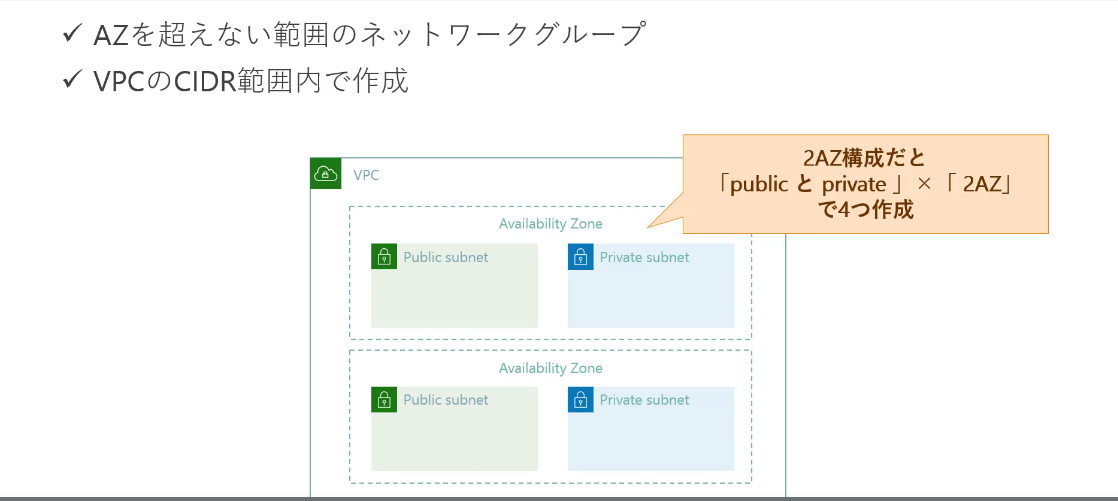 ✓ AZを超えない範囲のネットワークグループ
✓ VPCのCIDR範囲内で作成
2AZ構成だと
「public と private 」×「 2AZ」
で4つ作成
VPC
Availability Zone
Public subnet
Private subnet
Availability Zone
Public subnet
Private subnet